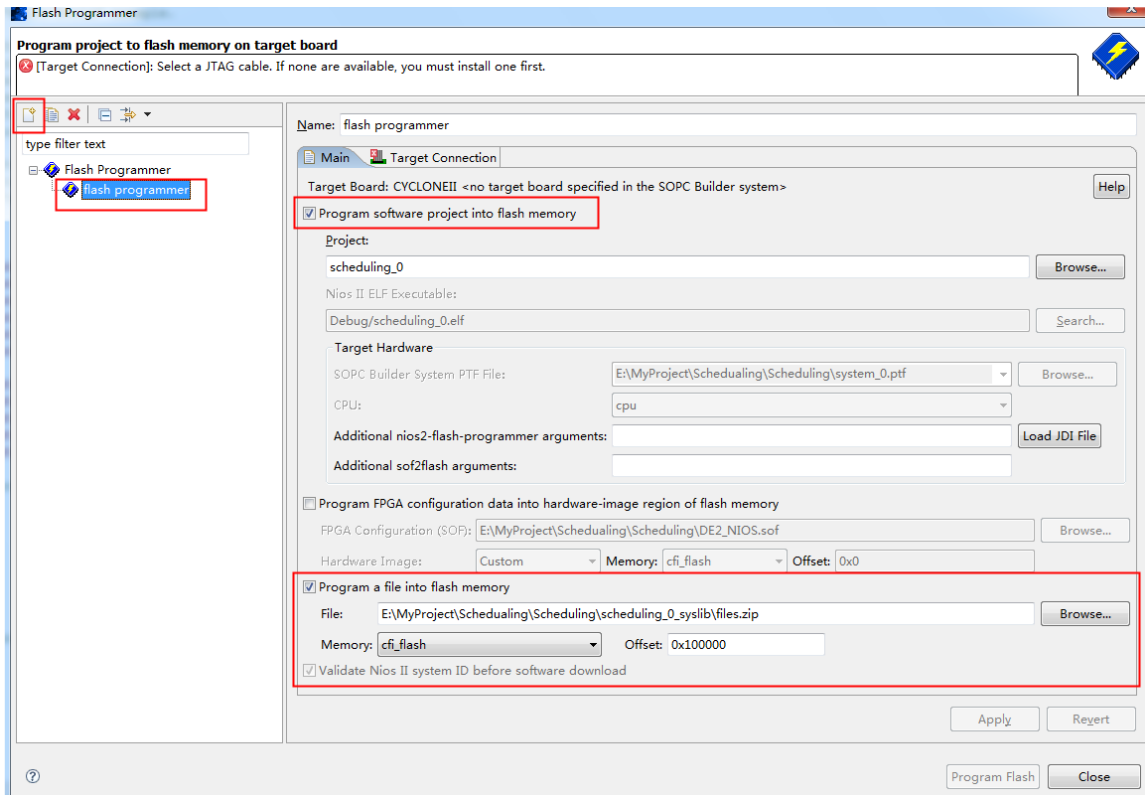 Flash Programmer
Program project to flash memory on target board
[Target Connection]: Select a JTAG cable. If none are available, you must install one first.
type filter text
Flash Programmer
flash programmer
Name: flash programmer
Main Target Connection
Target Board: CYCLONEII <no target board specified in the SOPC Builder system> Help
Program software project into flash memory
Project:
scheduling_0 Browse...
Nios II ELF Executable:
Debug/scheduling_0.elf Search...
Target Hardware
SOPC Builder System PTF File: E:\MyProject\Schedualing\Scheduling\system_0.ptf Browse...
CPU: cpu
Additional nios2-flash-programmer arguments: Load JDI File
Additional sof2flash arguments:
Program FPGA configuration data into hardware-image region of flash memory
FPGA Configuration (SOF): E:\MyProject\Schedualing\Scheduling\DE2_NIOS.sof Browse...
Hardware Image: Custom Memory: cfi_flash Offset: 0x0
Program a file into flash memory
File: E:\MyProject\Schedualing\Scheduling\scheduling_0_syslib\files.zip Browse...
Memory: cfi_flash Offset: 0x100000
Validate Nios II system ID before software download
Apply Revert
Program Flash Close